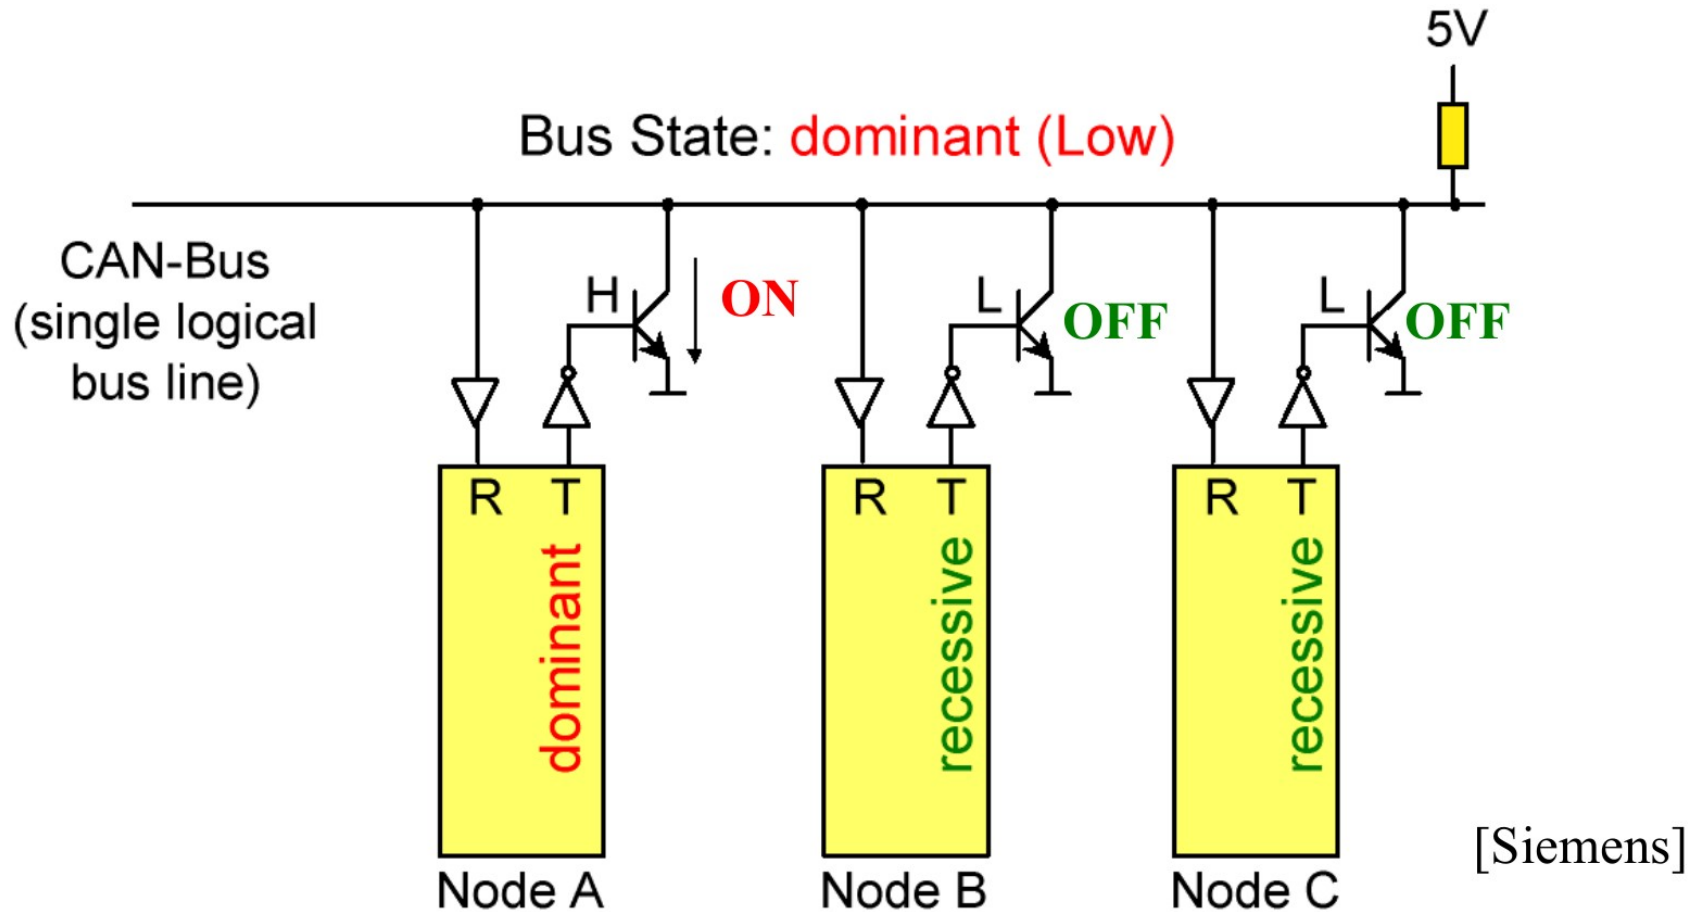 5V
Bus State: dominant (Low)
CAN-Bus
(single logical
bus line)
H
ON
L
OFF
L
OFF
R T
R T
R T
dominant
recessive
recessive
[Siemens]
Node A
Node B
Node C